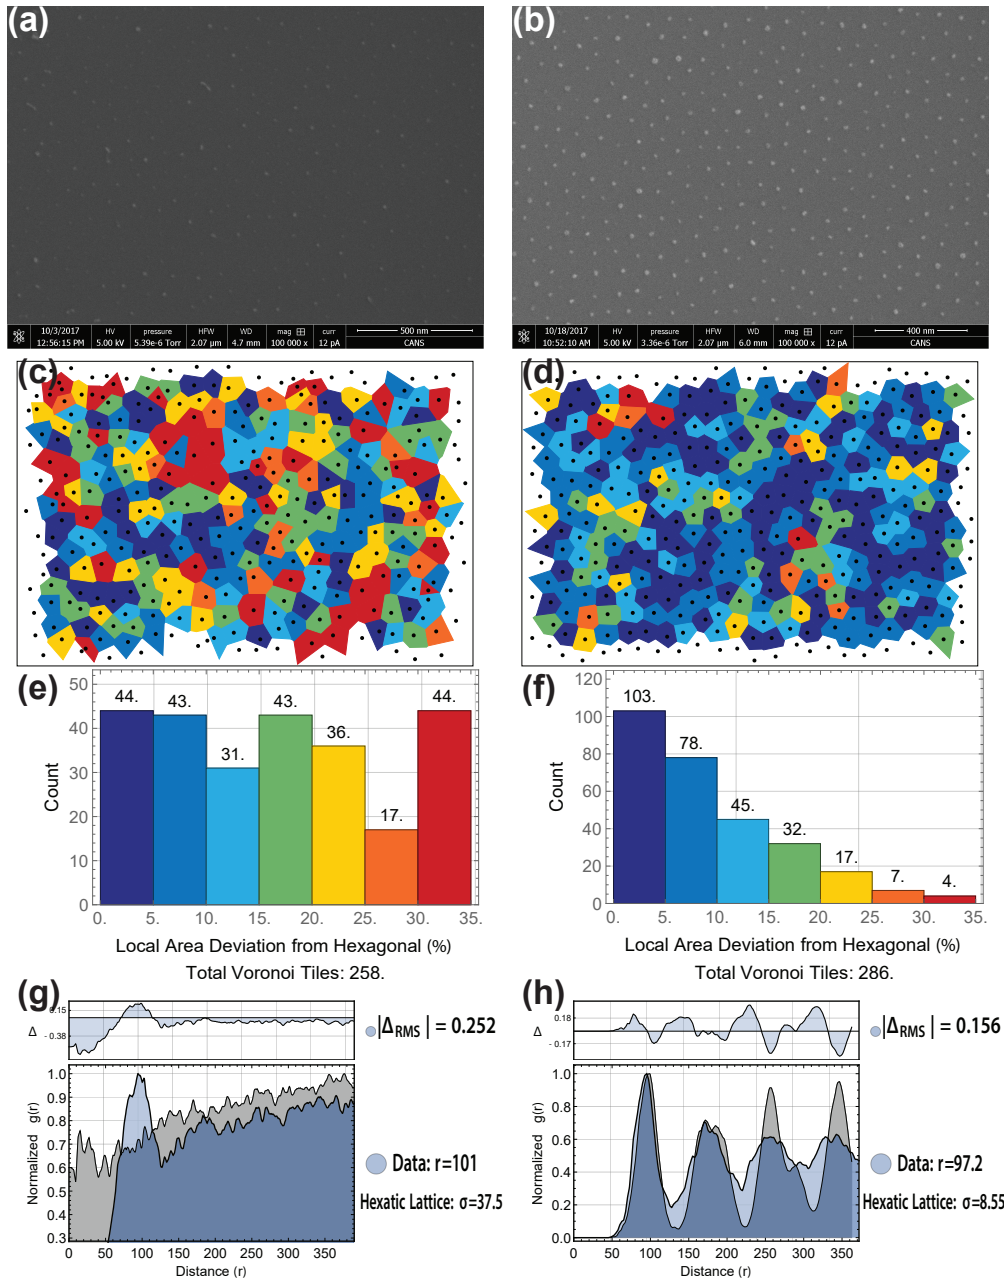 (a)
10/3/2017 HV pressure HFW WD mag curr 500 nm
12:56:15 PM 5.00 kV 5.39e-6 Torr 2.07 µm 4.7 mm 100 000 x 12 pA CANS
(b)
10/18/2017 HV pressure HFW WD mag curr 400 nm
10:52:10 AM 5.00 kV 3.36e-6 Torr 2.07 µm 6.0 mm 100 000 x 12 pA CANS
(c)
(d)
(e)
50
40
30
20
10
0
Count
44.
43.
31.
43.
36.
17.
44.
0. 5. 10. 15. 20. 25. 30. 35.
Local Area Deviation from Hexagonal (%)
Total Voronoi Tiles: 258.
(f)
120
100
80
60
40
20
0
Count
103.
78.
45.
32.
17.
7.
4.
0. 5. 10. 15. 20. 25. 30. 35.
Local Area Deviation from Hexagonal (%)
Total Voronoi Tiles: 286.
(g)
0.15
Δ
-0.38
|ΔRMS| = 0.252
1.0
0.9
0.8
0.7
0.6
0.5
0.4
0.3
Normalized g(r)
0 50 100 150 200 250 300 350
Distance (r)
Data: r=101
Hexatic Lattice: σ=37.5
(h)
0.18
Δ
-0.17
|ΔRMS| = 0.156
1.0
0.8
0.6
0.4
0.2
0.0
Normalized g(r)
0 50 100 150 200 250 300 350
Distance (r)
Data: r=97.2
Hexatic Lattice: σ=8.55